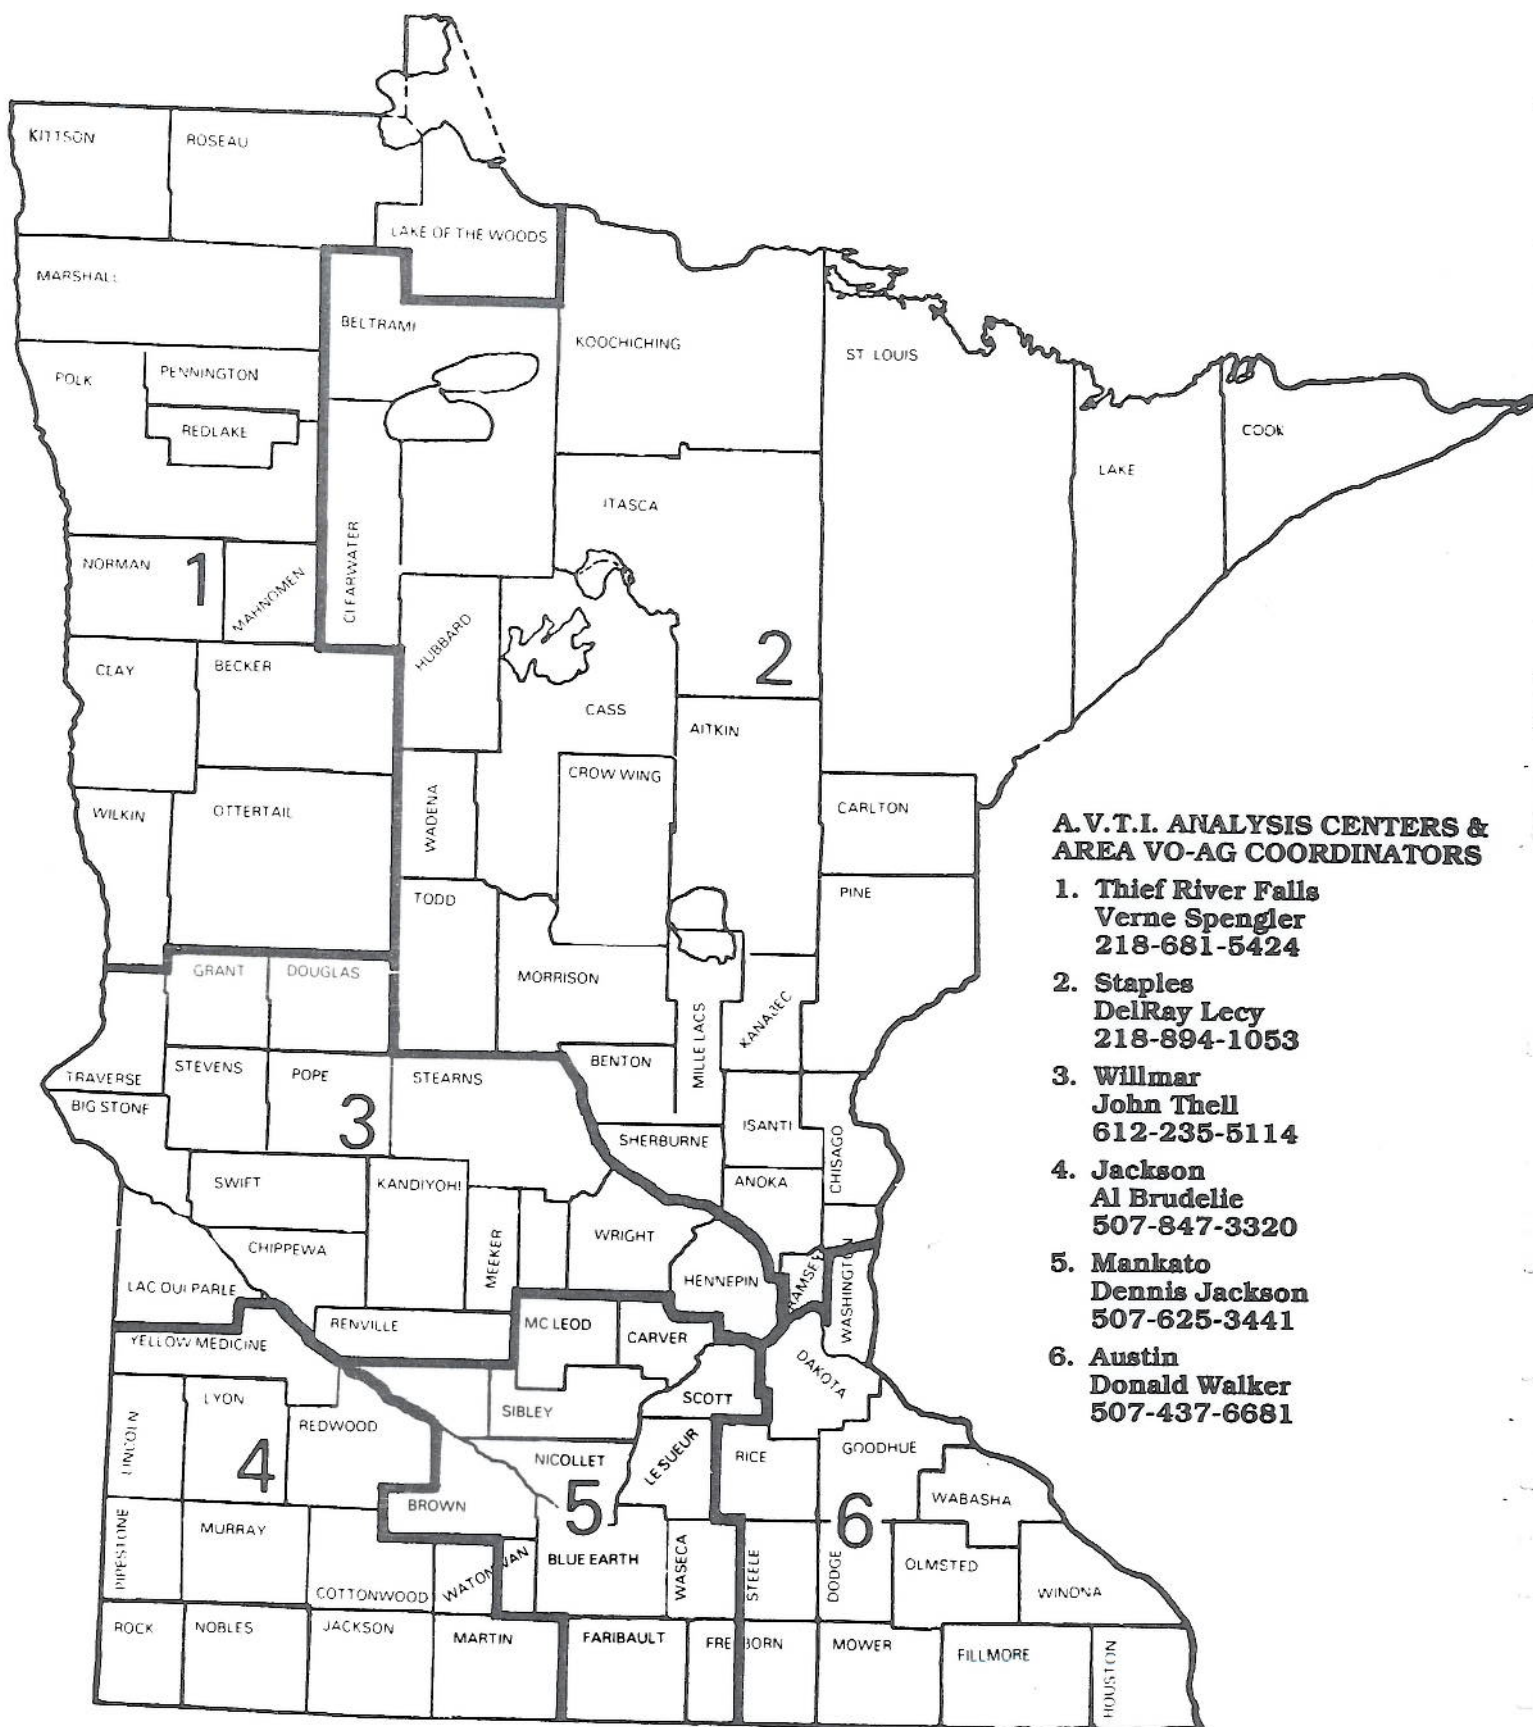 KITTSON
ROSEAU
LAKE OF THE WOODS
MARSHALL
BELTRAMI
KOOCHICHING
ST LOUIS
POLK
PENNINGTON
REDLAKE
COOK
LAKE
ITASCA
CLEARWATER
NORMAN
1
MAHNOMEN
HUBBARD
2
CLAY
BECKER
CASS
AITKIN
CROW WING
WILKIN
OTTERTAIL
WADENA
CARLTON
TODD
PINE
GRANT
DOUGLAS
MORRISON
MILLE LACS
KANABEC
TRAVERSE
STEVENS
POPE
STEARNS
BENTON
BIG STONE
3
SHERBURNE
ISANTI
CHISAGO
SWIFT
KANDIYOHI
ANOKA
CHIPPEWA
MEEKER
WRIGHT
LAC QUI PARLE
HENNEPIN
RAMSEY
WASHINGTON
RENVILLE
MC LEOD
CARVER
YELLOW MEDICINE
DAKOTA
LINCOLN
LYON
REDWOOD
SIBLEY
SCOTT
4
NICOLLET
LE SUEUR
RICE
GOODHUE
BROWN
5
6
WABASHA
PIPESTONE
MURRAY
COTTONWOOD
WATONWAN
BLUE EARTH
WASECA
STEELE
DODGE
OLMSTED
WINONA
ROCK
NOBLES
JACKSON
MARTIN
FARIBAULT
FREEBORN
MOWER
FILLMORE
HOUSTON
A.V.T.I. ANALYSIS CENTERS &
AREA VO-AG COORDINATORS
1. Thief River Falls
Verne Spengler
218-681-5424
2. Staples
DelRay Lecy
218-894-1053
3. Willmar
John Thell
612-235-5114
4. Jackson
Al Brudelie
507-847-3320
5. Mankato
Dennis Jackson
507-625-3441
6. Austin
Donald Walker
507-437-6681